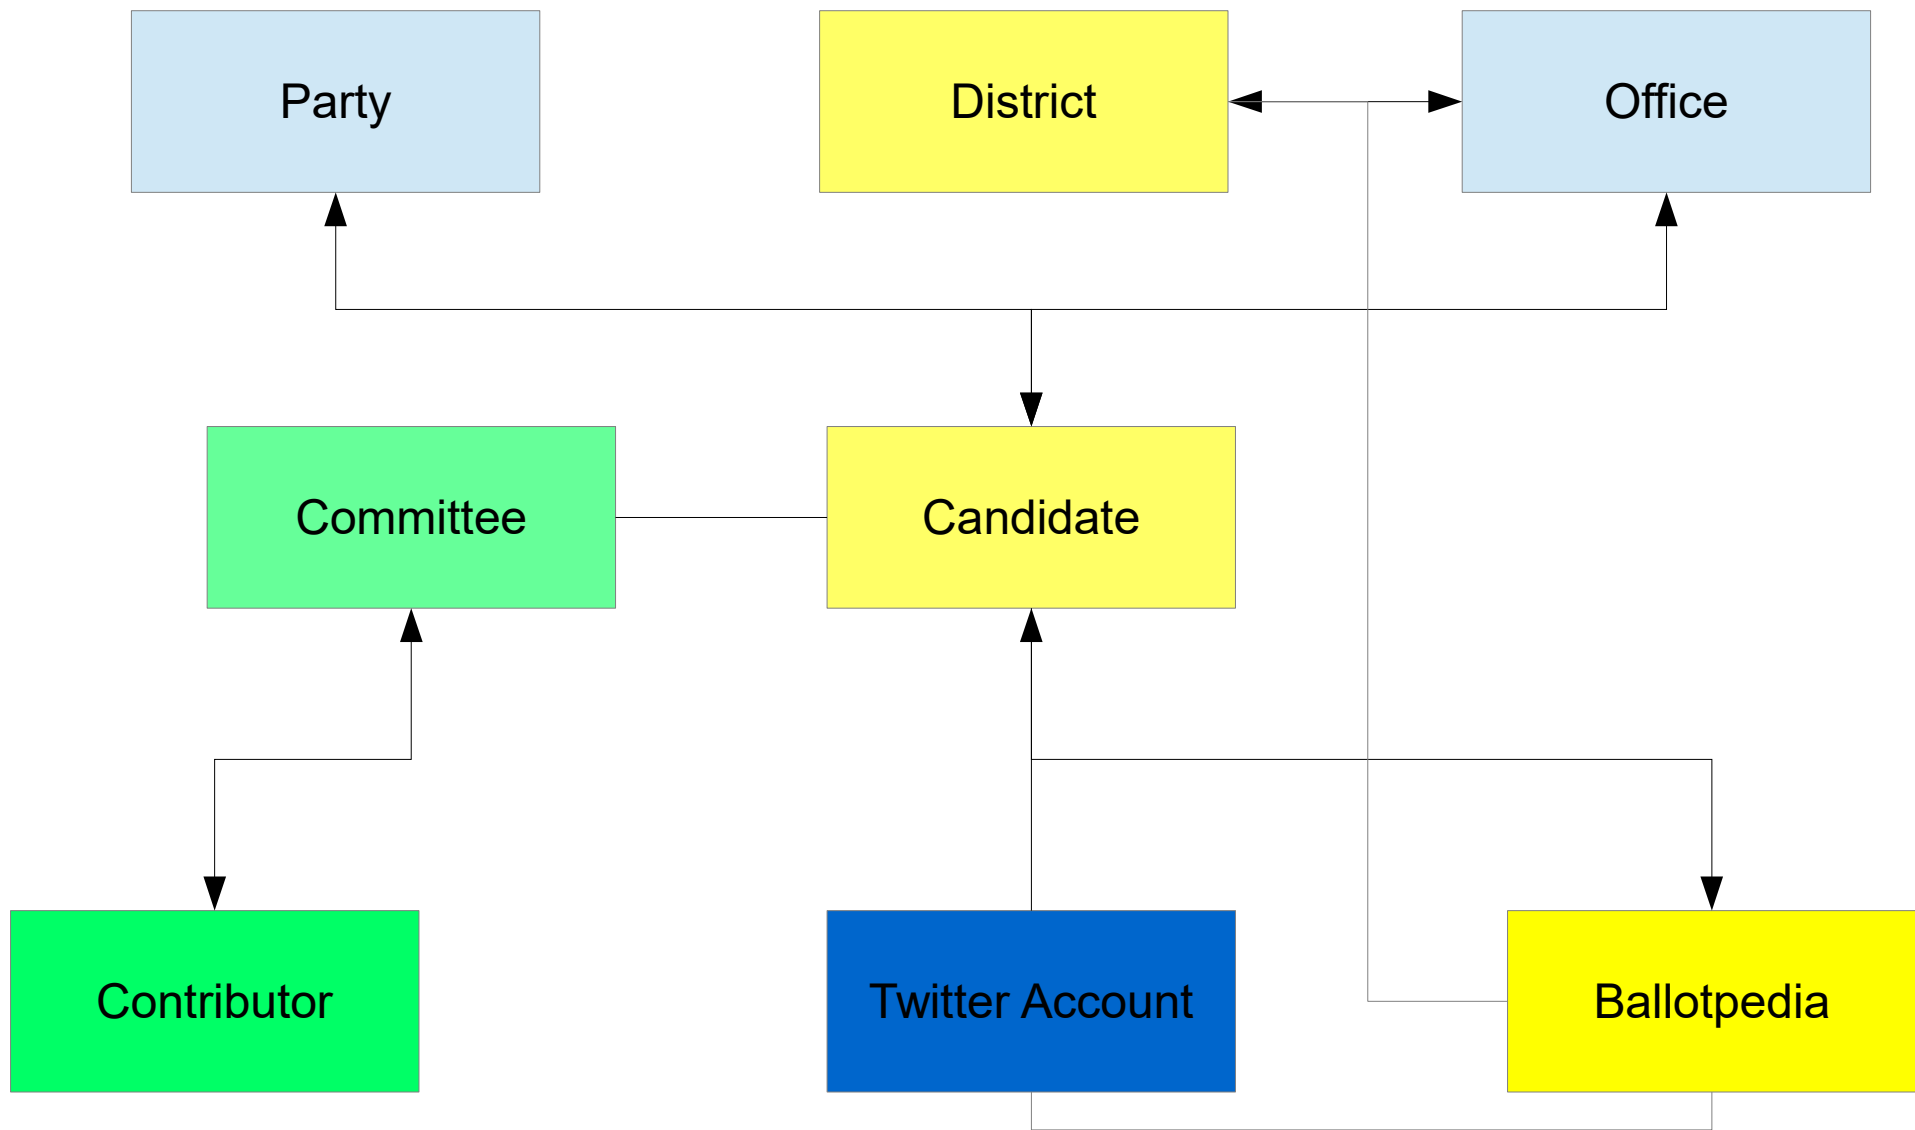 Party
District
Office
Committee
Candidate
Contributor
Twitter Account
Ballotpedia